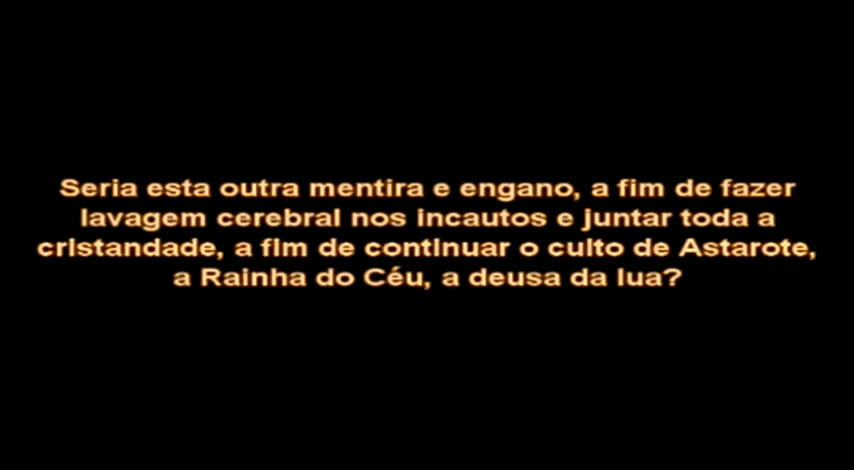 Seria esta outra mentira e engano, a fim de fazer
lavagem cerebral nos incautos e juntar toda a
cristandade, a fim de continuar o culto de Astarote,
a Rainha do Céu, a deusa da lua?